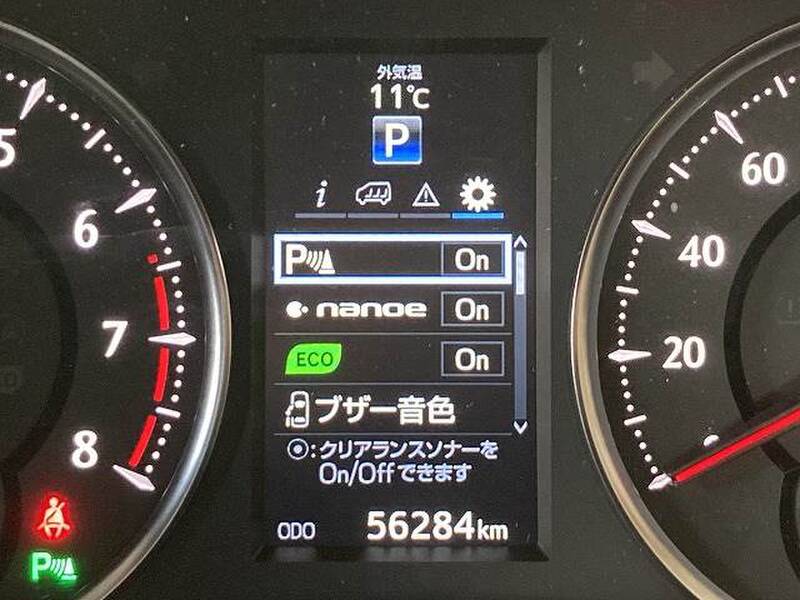 外気温
11℃
P
i
P On
nanoe On
ECO On
ブザー音色
◉:クリアランスソナーを
On/Offできます
ODO 56284km
5
6
7
8
P
60
40
20